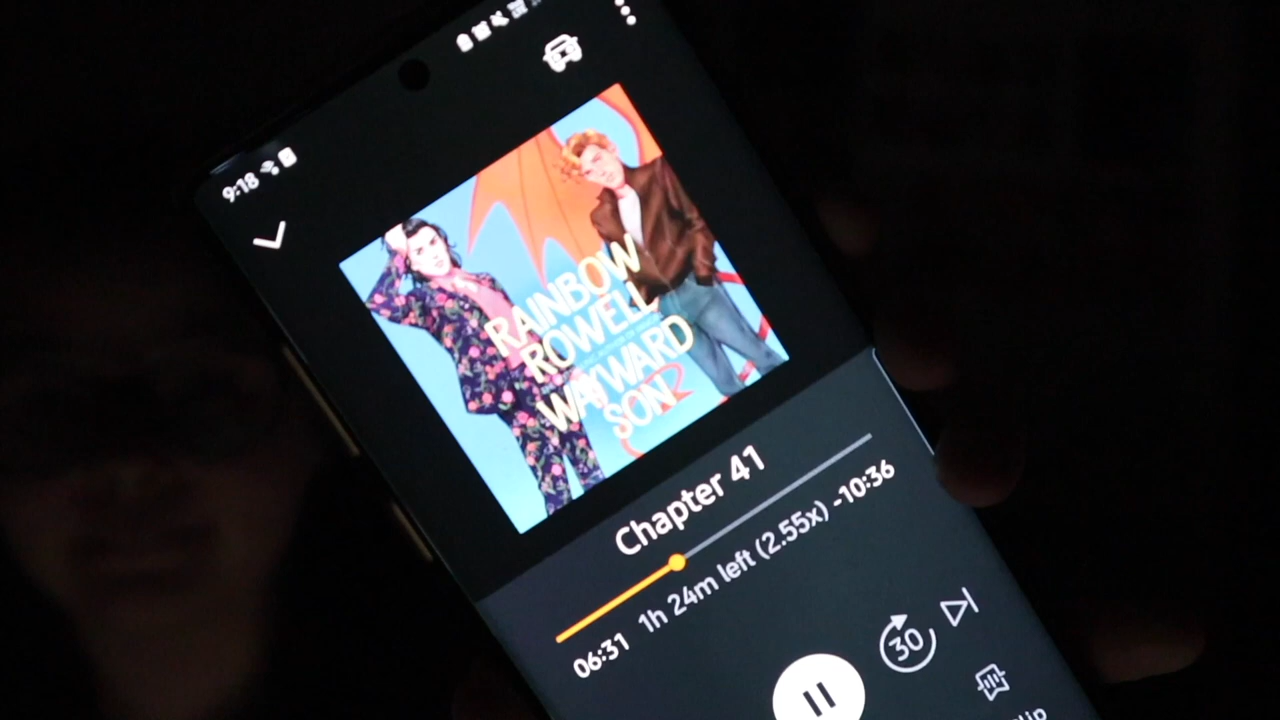 9:18
RAINBOW
ROWELL
WAYWARD
SON
Chapter 41
06:31 1h 24m left (2.55x) -10:36
30